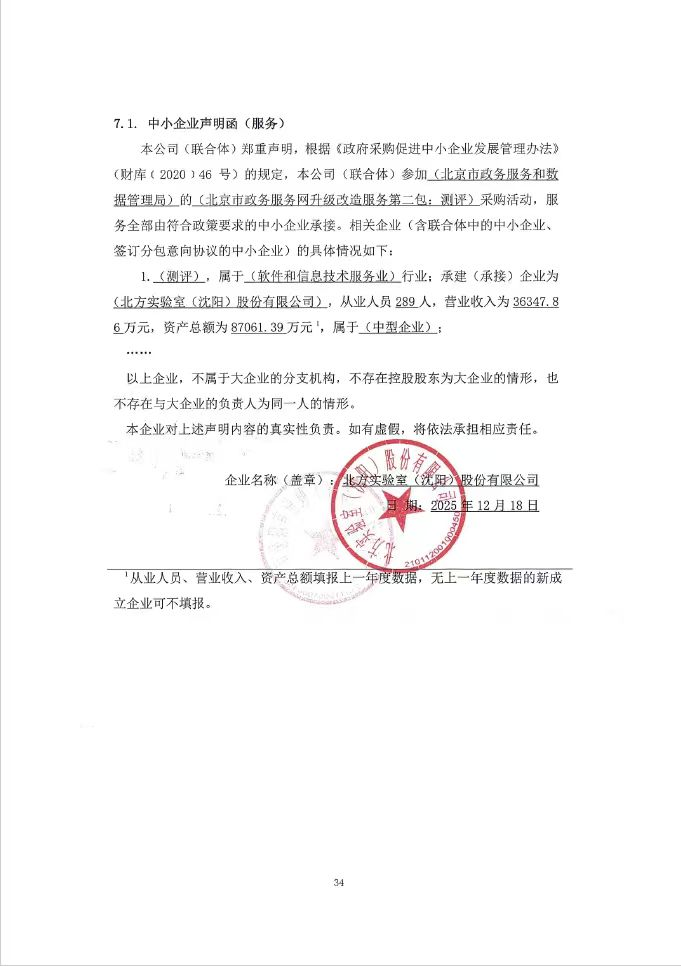 7.1. 中小企业声明函（服务）
本公司（联合体）郑重声明，根据《政府采购促进中小企业发展管理办法》
（财库﹝2020﹞46 号）的规定，本公司（联合体）参加（北京市政务服务和数
据管理局）的（北京市政务服务网升级改造服务第二包：测评）采购活动，服
务全部由符合政策要求的中小企业承接。相关企业（含联合体中的中小企业、
签订分包意向协议的中小企业）的具体情况如下：
1.（测评），属于（软件和信息技术服务业）行业；承建（承接）企业为
（北方实验室（沈阳）股份有限公司），从业人员 289 人，营业收入为 36347.8
6 万元，资产总额为 87061.39 万元¹，属于（中型企业）；
……
以上企业，不属于大企业的分支机构，不存在控股股东为大企业的情形，也
不存在与大企业的负责人为同一人的情形。
本企业对上述声明内容的真实性负责。如有虚假，将依法承担相应责任。
企业名称（盖章）：北方实验室（沈阳）股份有限公司
日 期：2025 年 12 月 18 日
北方实验室（沈阳）股份有限公司
210112001000450
¹从业人员、营业收入、资产总额填报上一年度数据，无上一年度数据的新成
立企业可不填报。
34